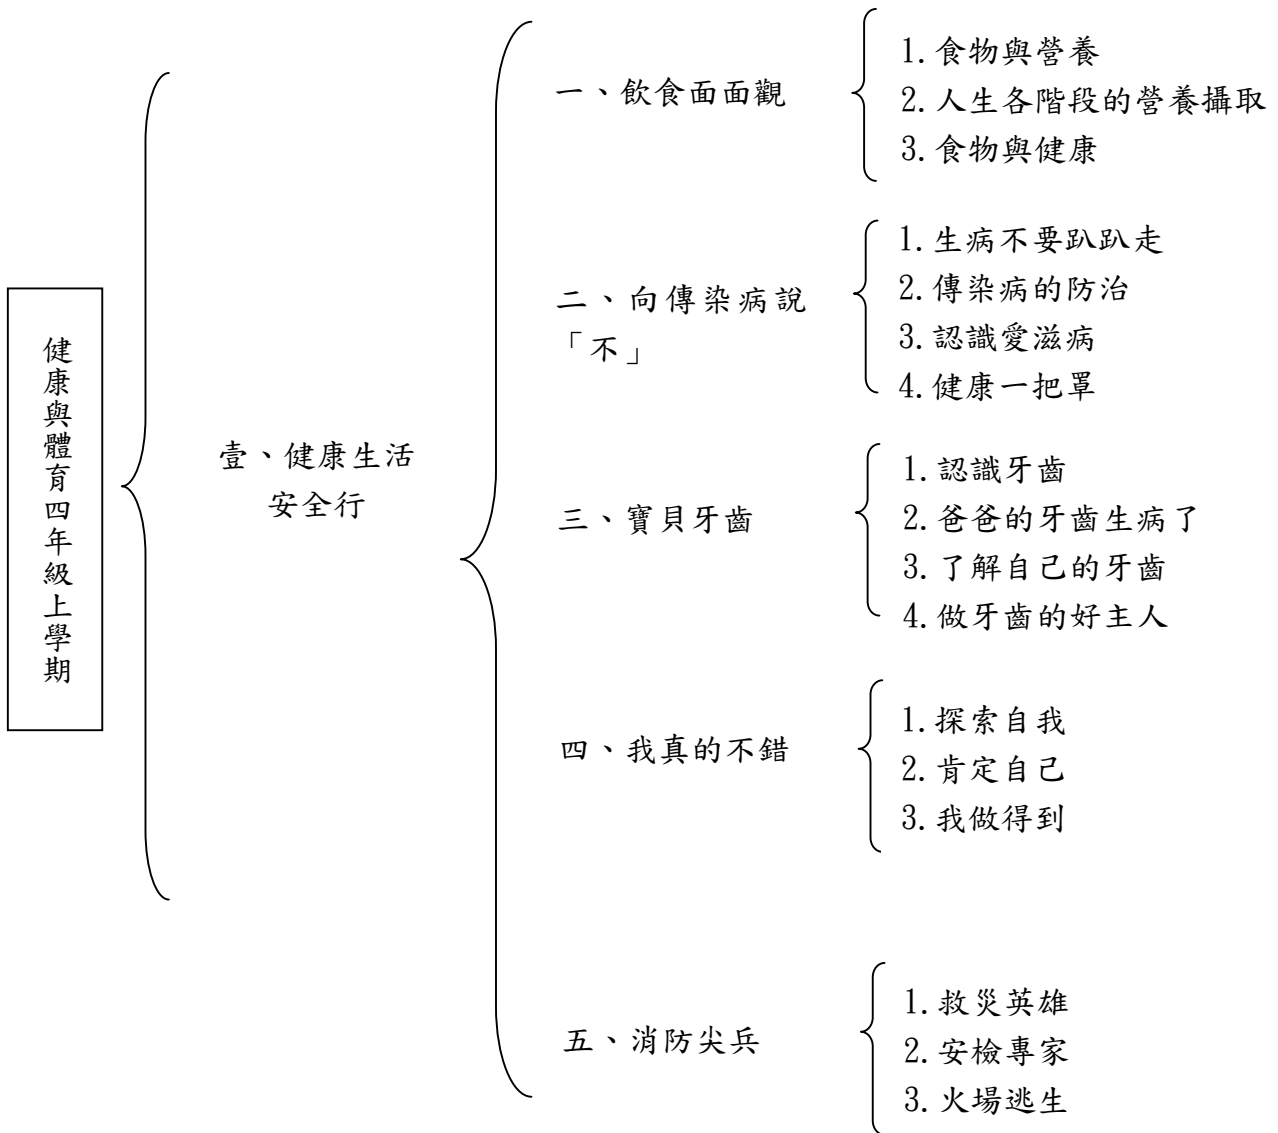 健康與體育四年級上學期
壹、健康生活
安全行
一、飲食面面觀
1.食物與營養
2.人生各階段的營養攝取
3.食物與健康
二、向傳染病說
「不」
1.生病不要趴趴走
2.傳染病的防治
3.認識愛滋病
4.健康一把罩
三、寶貝牙齒
1.認識牙齒
2.爸爸的牙齒生病了
3.了解自己的牙齒
4.做牙齒的好主人
四、我真的不錯
1.探索自我
2.肯定自己
3.我做得到
五、消防尖兵
1.救災英雄
2.安檢專家
3.火場逃生